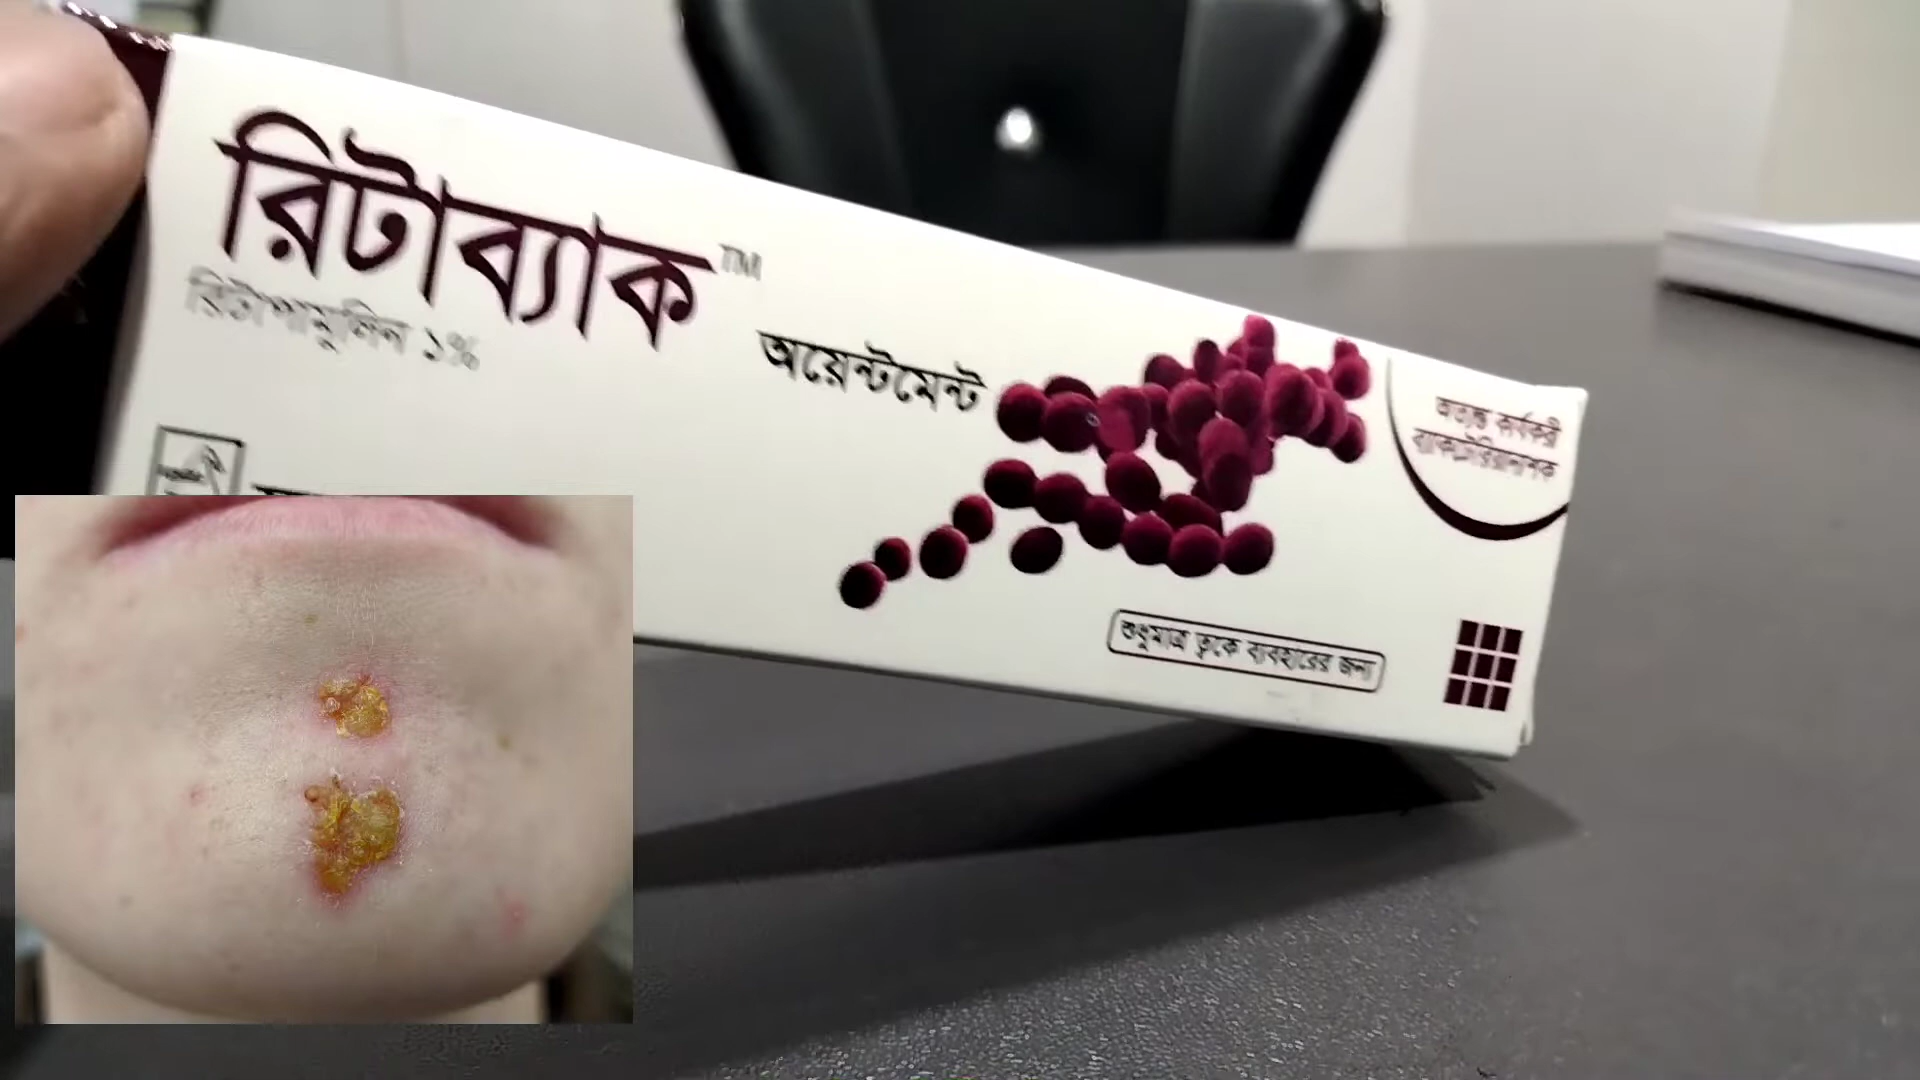 রিটাব্যাক™
রিটাপামুলিন ১%
অয়েন্টমেন্ট
অত্যন্ত কার্যকরী
ব্যাকটেরিয়ানাশক
শুধুমাত্র ত্বকে ব্যবহারের জন্য